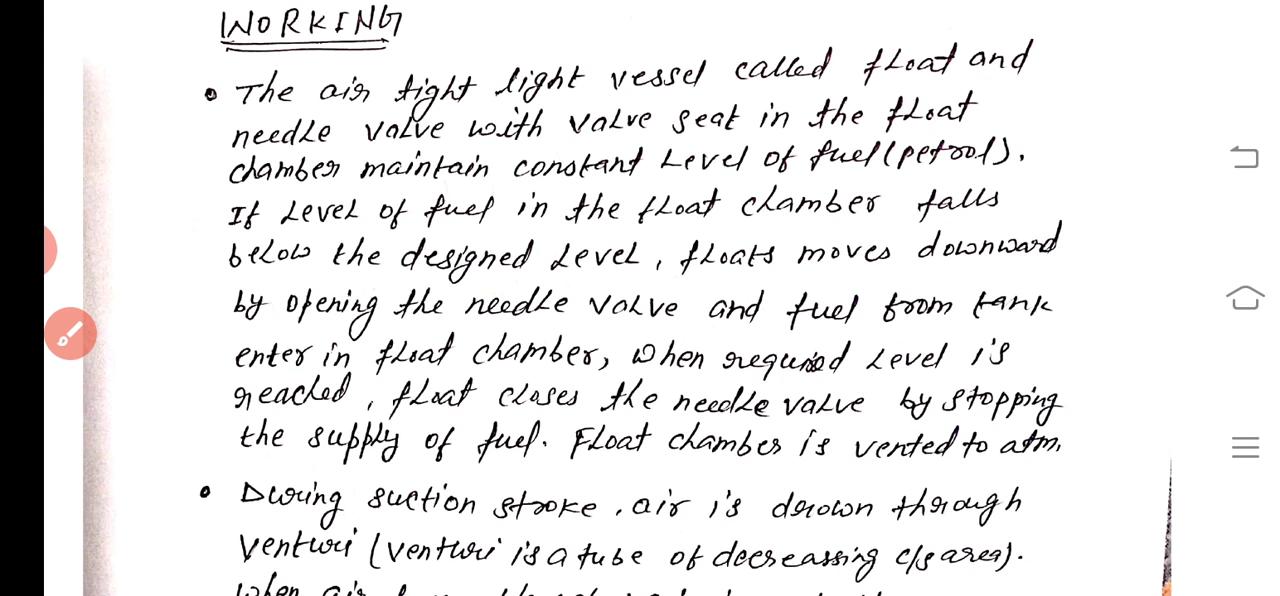 WORKING
• The air tight light vessel called float and
needle valve with valve seat in the float
chamber maintain constant Level of fuel (petrol).
If Level of fuel in the float chamber falls
below the designed Level, floats moves downward
by opening the needle valve and fuel from tank
enter in float chamber, When required Level is
reached, float closes the needle valve by stopping
the supply of fuel. Float chamber is vented to atm.
• During suction stroke, air is drown through
venturi (venturi is a tube of decreassing c/s area).
When air